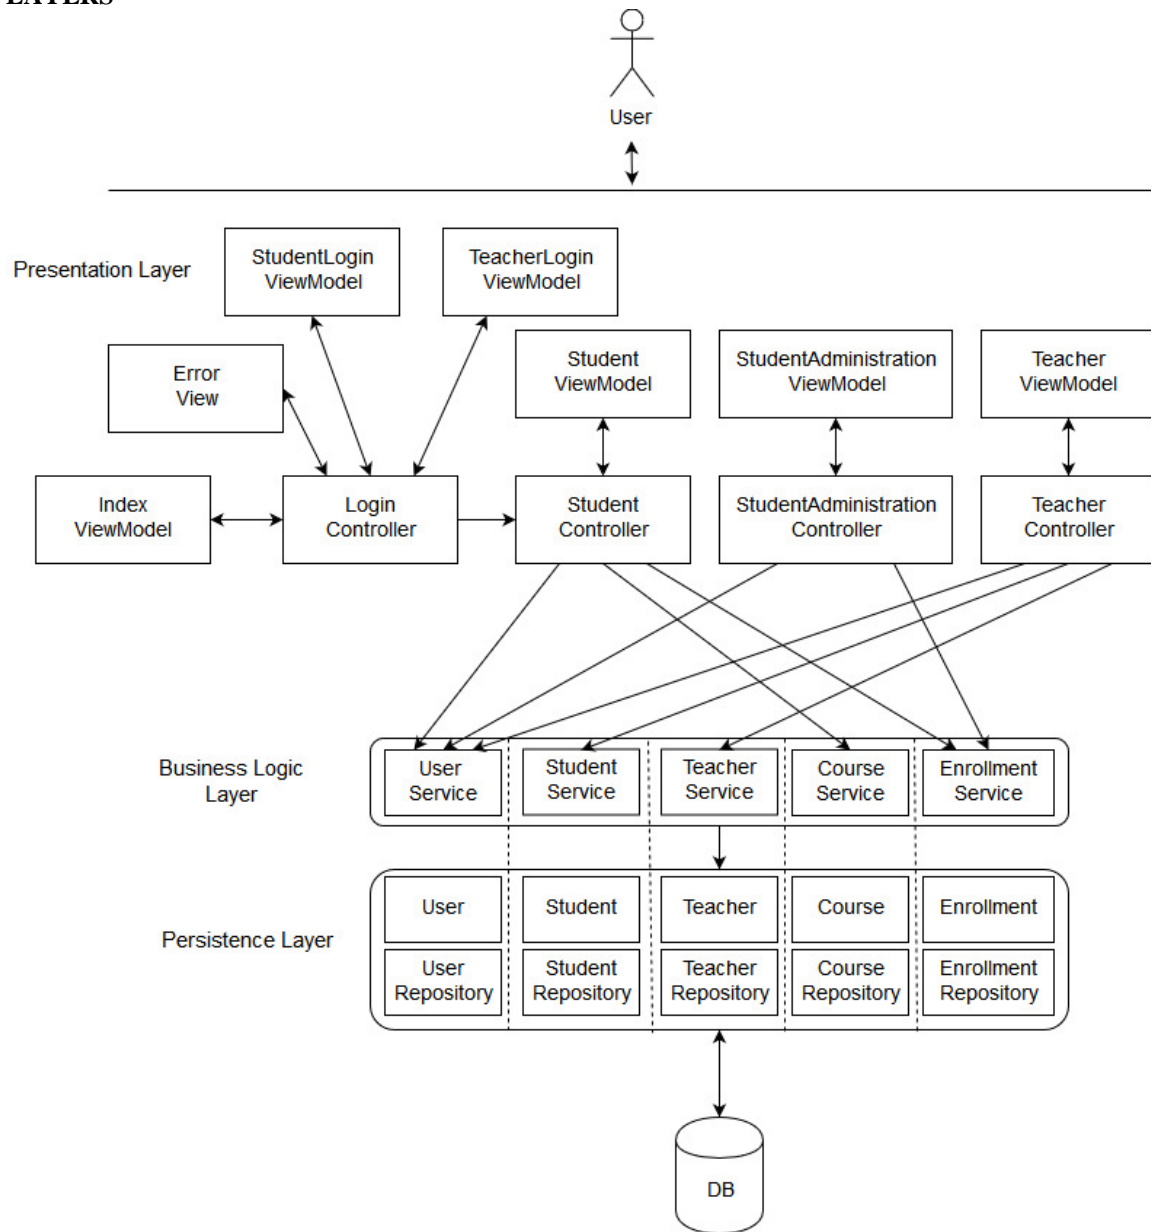 LAYERS
User
Presentation Layer
StudentLogin
ViewModel
TeacherLogin
ViewModel
Error
View
Student
ViewModel
StudentAdministration
ViewModel
Teacher
ViewModel
Index
ViewModel
Login
Controller
Student
Controller
StudentAdministration
Controller
Teacher
Controller
Business Logic
Layer
User
Service
Student
Service
Teacher
Service
Course
Service
Enrollment
Service
Persistence Layer
User
Student
Teacher
Course
Enrollment
User
Repository
Student
Repository
Teacher
Repository
Course
Repository
Enrollment
Repository
DB